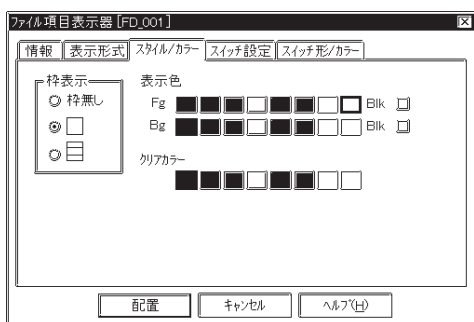 ファイル項目表示器 [FD_001]
情報 表示形式 スタイル/カラー スイッチ設定 スイッチ形/カラー
枠表示
枠無し
表示色
Fg Blk
Bg Blk
クリアカラー
配置 キャンセル ヘルプ(H)